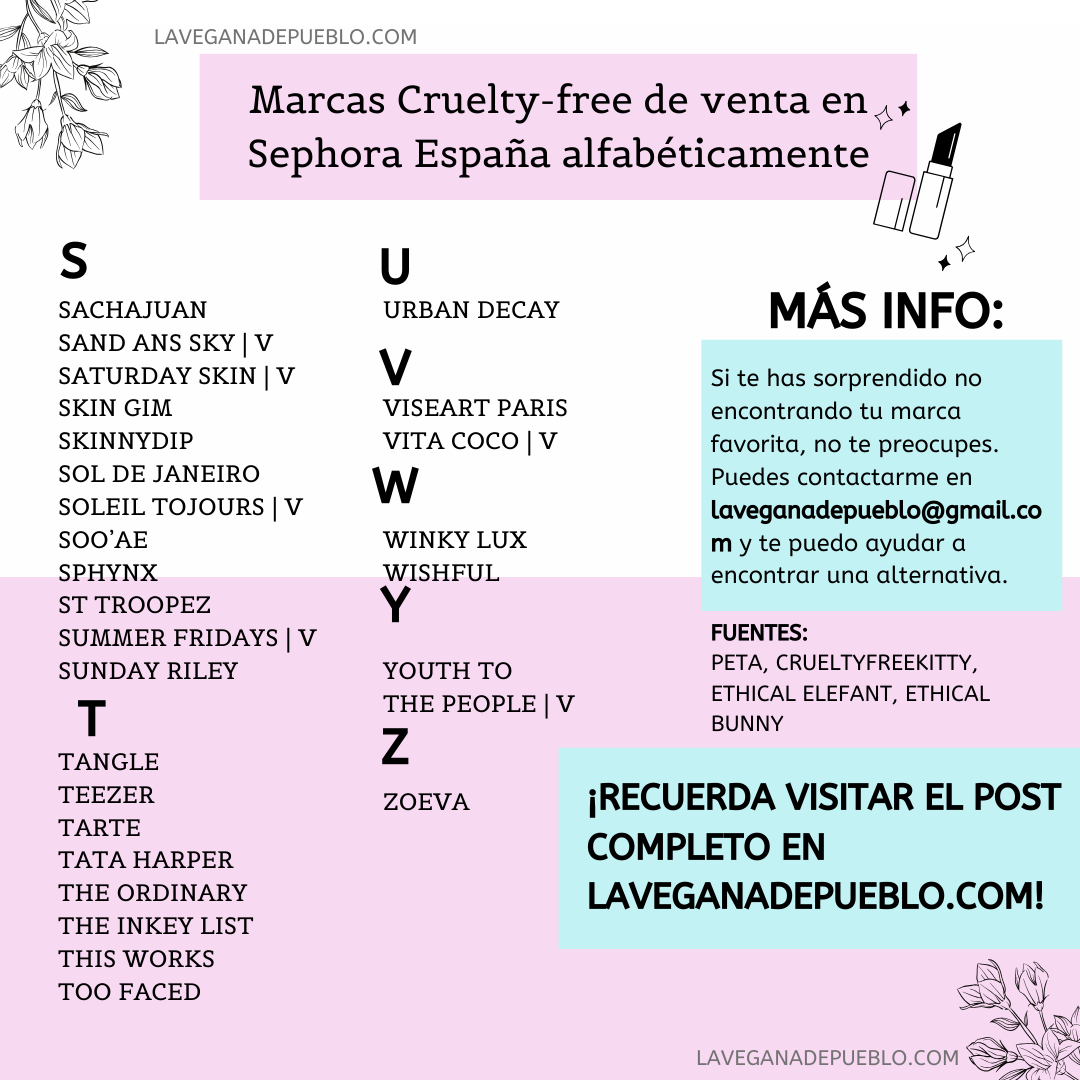 LAVEGANADEPUEBLO.COM
Marcas Cruelty-free de venta en
Sephora España alfabéticamente
S
SACHAJUAN
SAND ANS SKY | V
SATURDAY SKIN | V
SKIN GIM
SKINNYDIP
SOL DE JANEIRO
SOLEIL TOJOURS | V
SOO'AE
SPHYNX
ST TROOPEZ
SUMMER FRIDAYS | V
SUNDAY RILEY
T
TANGLE
TEEZER
TARTE
TATA HARPER
THE ORDINARY
THE INKEY LIST
THIS WORKS
TOO FACED
U
URBAN DECAY
V
VISEART PARIS
VITA COCO | V
W
WINKY LUX
WISHFUL
Y
YOUTH TO
THE PEOPLE | V
Z
ZOEVA
MÁS INFO:
Si te has sorprendido no
encontrando tu marca
favorita, no te preocupes.
Puedes contactarme en
laveganadepueblo@gmail.co
m y te puedo ayudar a
encontrar una alternativa.
FUENTES:
PETA, CRUELTYFREEKITTY,
ETHICAL ELEFANT, ETHICAL
BUNNY
¡RECUERDA VISITAR EL POST
COMPLETO EN
LAVEGANADEPUEBLO.COM!
LAVEGANADEPUEBLO.COM